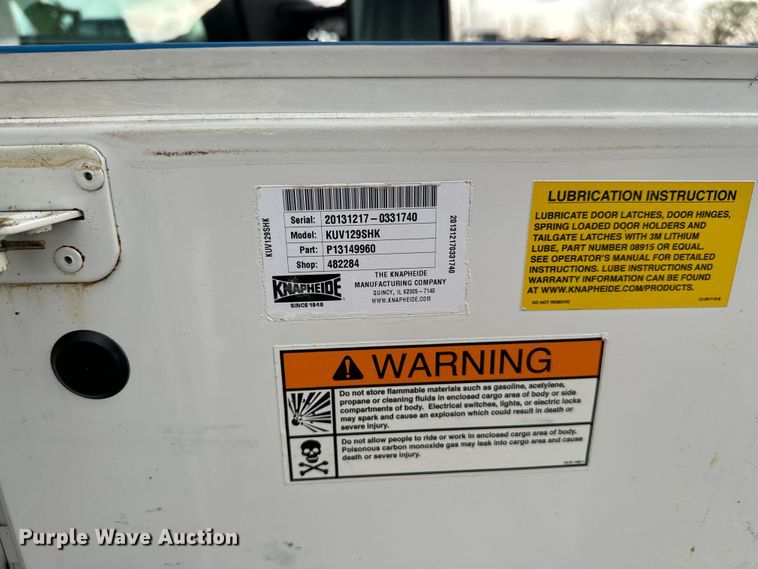 KUV129SHK
Serial: 20131217-0331740
Model: KUV129SHK
Part: P13149960
Shop: 482284
201312170331740
KNAPHEIDE
SINCE 1848
THE KNAPHEIDE
MANUFACTURING COMPANY
QUINCY, IL 62305-7140
WWW.KNAPHEIDE.COM
LUBRICATION INSTRUCTION
LUBRICATE DOOR LATCHES, DOOR HINGES,
SPRING LOADED DOOR HOLDERS AND
TAILGATE LATCHES WITH 3M LITHIUM
LUBE, PART NUMBER 08915 OR EQUAL.
SEE OPERATOR'S MANUAL FOR DETAILED
INSTRUCTIONS. LUBE INSTRUCTIONS AND
WARRANTY INFORMATION CAN BE FOUND
AT WWW.KNAPHEIDE.COM/PRODUCTS.
DO NOT REMOVE
WARNING
Do not store flammable materials such as gasoline, acetylene,
propane or cleaning fluids in enclosed cargo area of body or side
compartments of body. Electrical switches, lights, or electric locks
may spark and cause an explosion which could result in death or
severe injury.
Do not allow people to ride or work in enclosed cargo area of body.
Poisonous carbon monoxide gas may leak into cargo area and cause
death or severe injury.
Purple Wave Auction